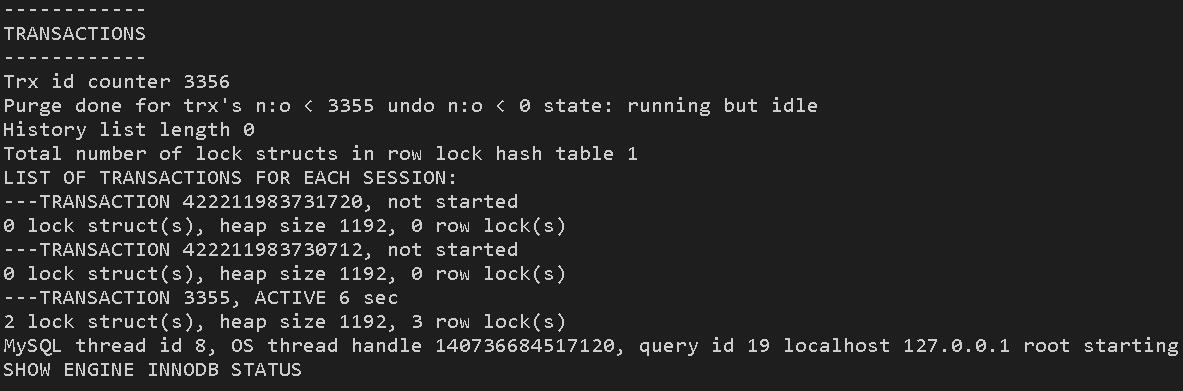 ------------
TRANSACTIONS
------------
Trx id counter 3356
Purge done for trx's n:o < 3355 undo n:o < 0 state: running but idle
History list length 0
Total number of lock structs in row lock hash table 1
LIST OF TRANSACTIONS FOR EACH SESSION:
---TRANSACTION 422211983731720, not started
0 lock struct(s), heap size 1192, 0 row lock(s)
---TRANSACTION 422211983730712, not started
0 lock struct(s), heap size 1192, 0 row lock(s)
---TRANSACTION 3355, ACTIVE 6 sec
2 lock struct(s), heap size 1192, 3 row lock(s)
MySQL thread id 8, OS thread handle 140736684517120, query id 19 localhost 127.0.0.1 root starting
SHOW ENGINE INNODB STATUS